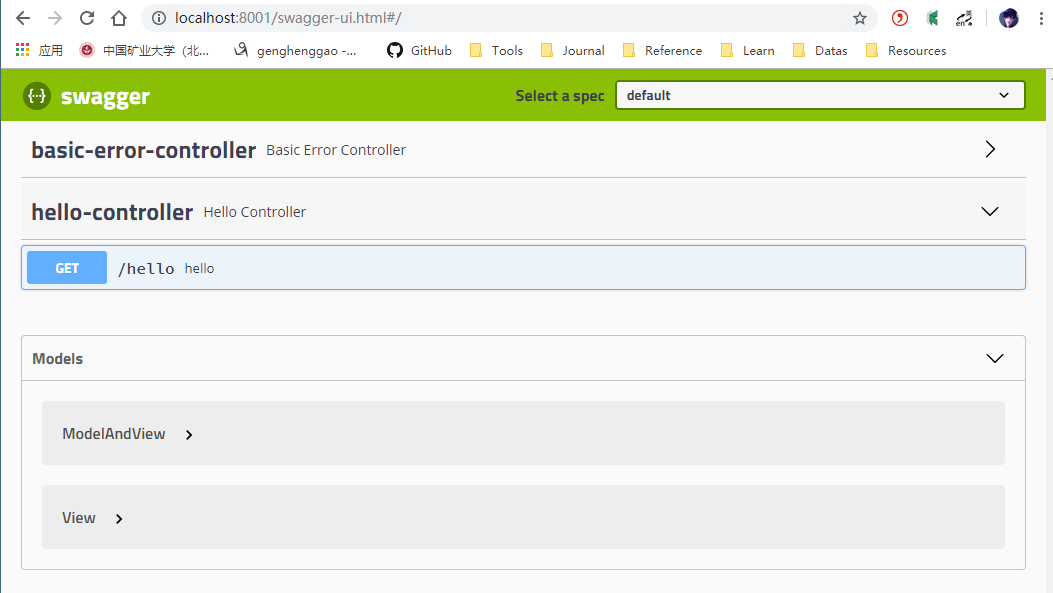 localhost:8001/swagger-ui.html#/
应用 中国矿业大学（北... genghenggao -... GitHub Tools Journal Reference Learn Datas Resources
{··} swagger Select a spec default
basic-error-controller Basic Error Controller
hello-controller Hello Controller
GET /hello hello
Models
ModelAndView
View